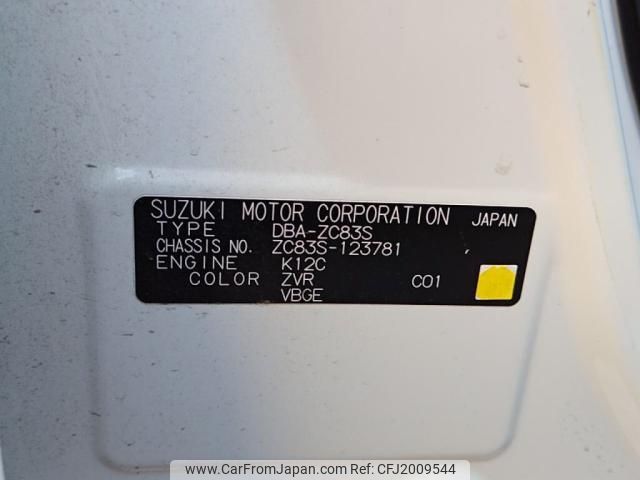 SUZUKI MOTOR CORPORATION JAPAN
TYPE DBA-ZC83S
CHASSIS NO. ZC83S-123781
ENGINE K12C
COLOR ZVR C01
VBGE
www.CarFromJapan.com | CFJ2009544